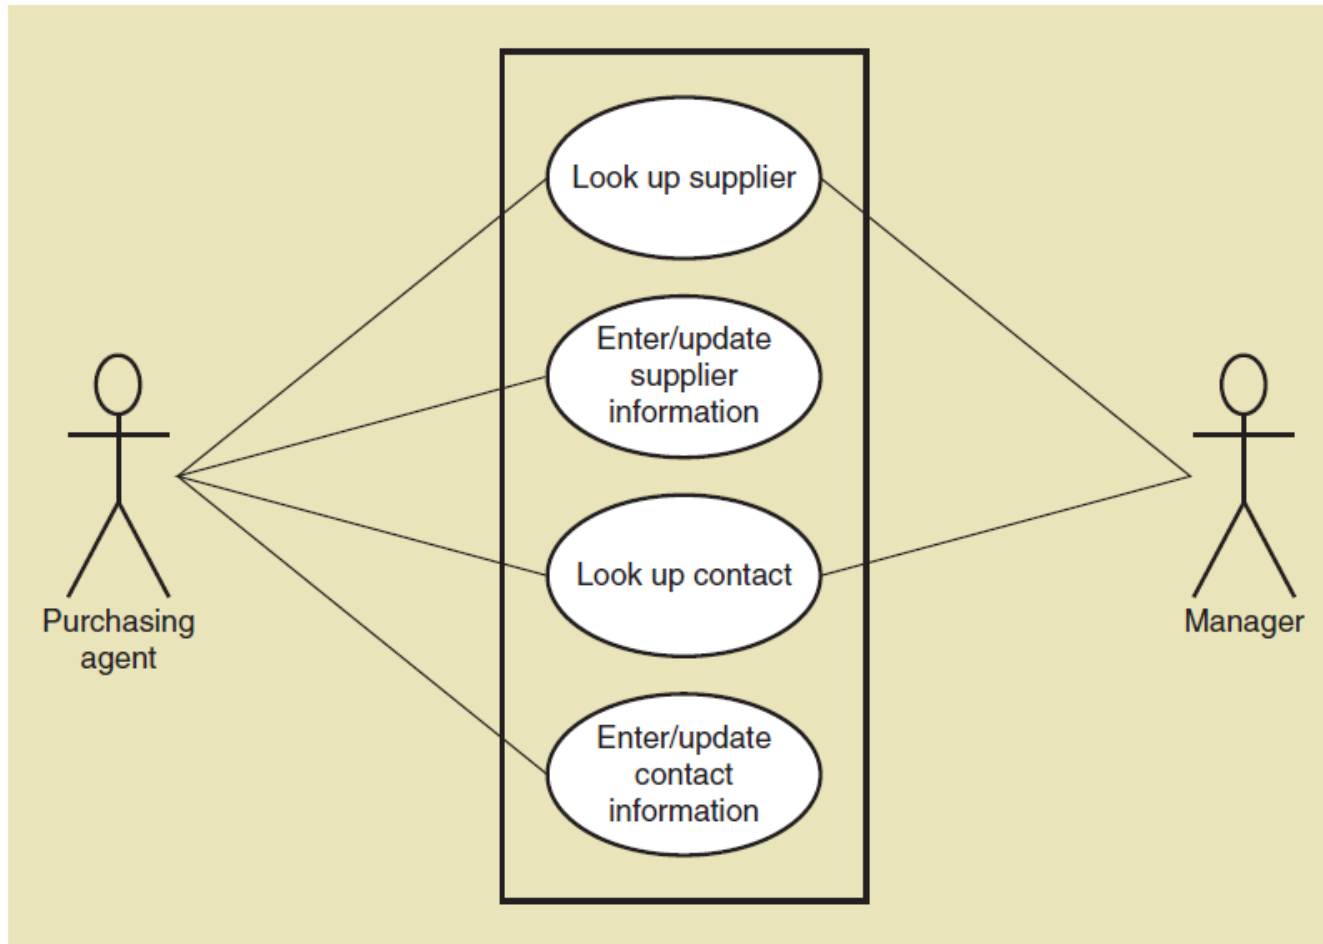 Look up supplier
Enter/update
supplier
information
Look up contact
Enter/update
contact
information
Purchasing
agent
Manager